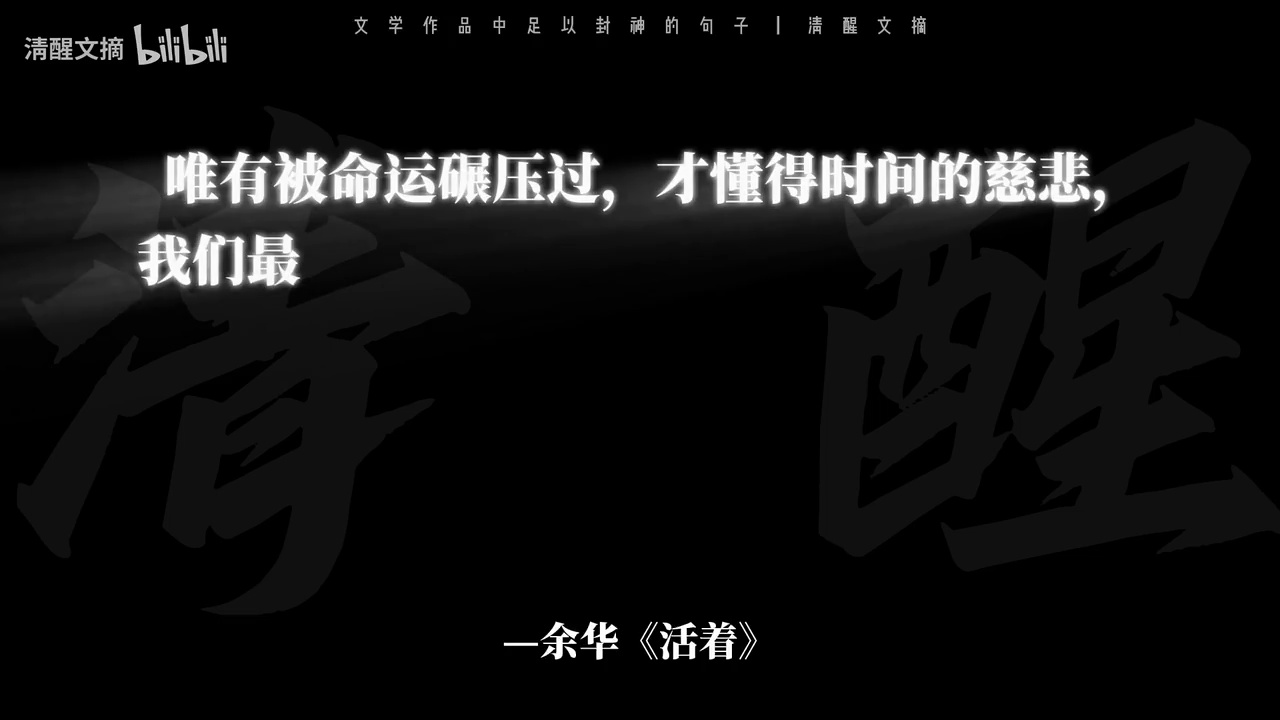 文学作品中足以封神的句子 | 清醒文摘
清醒文摘 bilibili
清醒
唯有被命运碾压过，才懂得时间的慈悲，
我们最
—余华《活着》